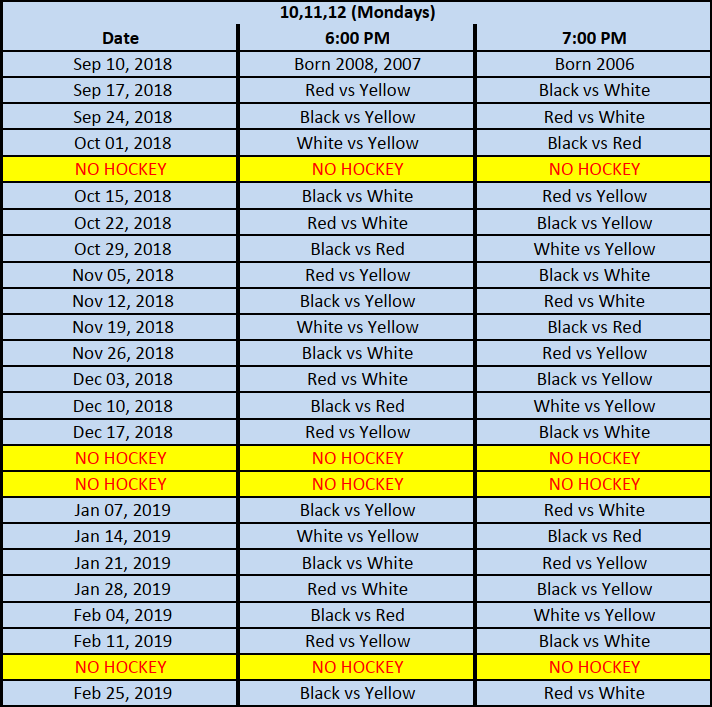 10,11,12 (Mondays)
Date 6:00 PM 7:00 PM
Sep 10, 2018 Born 2008, 2007 Born 2006
Sep 17, 2018 Red vs Yellow Black vs White
Sep 24, 2018 Black vs Yellow Red vs White
Oct 01, 2018 White vs Yellow Black vs Red
NO HOCKEY NO HOCKEY NO HOCKEY
Oct 15, 2018 Black vs White Red vs Yellow
Oct 22, 2018 Red vs White Black vs Yellow
Oct 29, 2018 Black vs Red White vs Yellow
Nov 05, 2018 Red vs Yellow Black vs White
Nov 12, 2018 Black vs Yellow Red vs White
Nov 19, 2018 White vs Yellow Black vs Red
Nov 26, 2018 Black vs White Red vs Yellow
Dec 03, 2018 Red vs White Black vs Yellow
Dec 10, 2018 Black vs Red White vs Yellow
Dec 17, 2018 Red vs Yellow Black vs White
NO HOCKEY NO HOCKEY NO HOCKEY
NO HOCKEY NO HOCKEY NO HOCKEY
Jan 07, 2019 Black vs Yellow Red vs White
Jan 14, 2019 White vs Yellow Black vs Red
Jan 21, 2019 Black vs White Red vs Yellow
Jan 28, 2019 Red vs White Black vs Yellow
Feb 04, 2019 Black vs Red White vs Yellow
Feb 11, 2019 Red vs Yellow Black vs White
NO HOCKEY NO HOCKEY NO HOCKEY
Feb 25, 2019 Black vs Yellow Red vs White